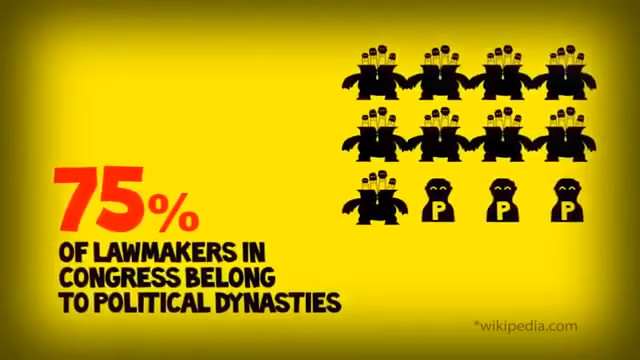 75%
OF LAWMAKERS IN
CONGRESS BELONG
TO POLITICAL DYNASTIES
P P P
*wikipedia.com